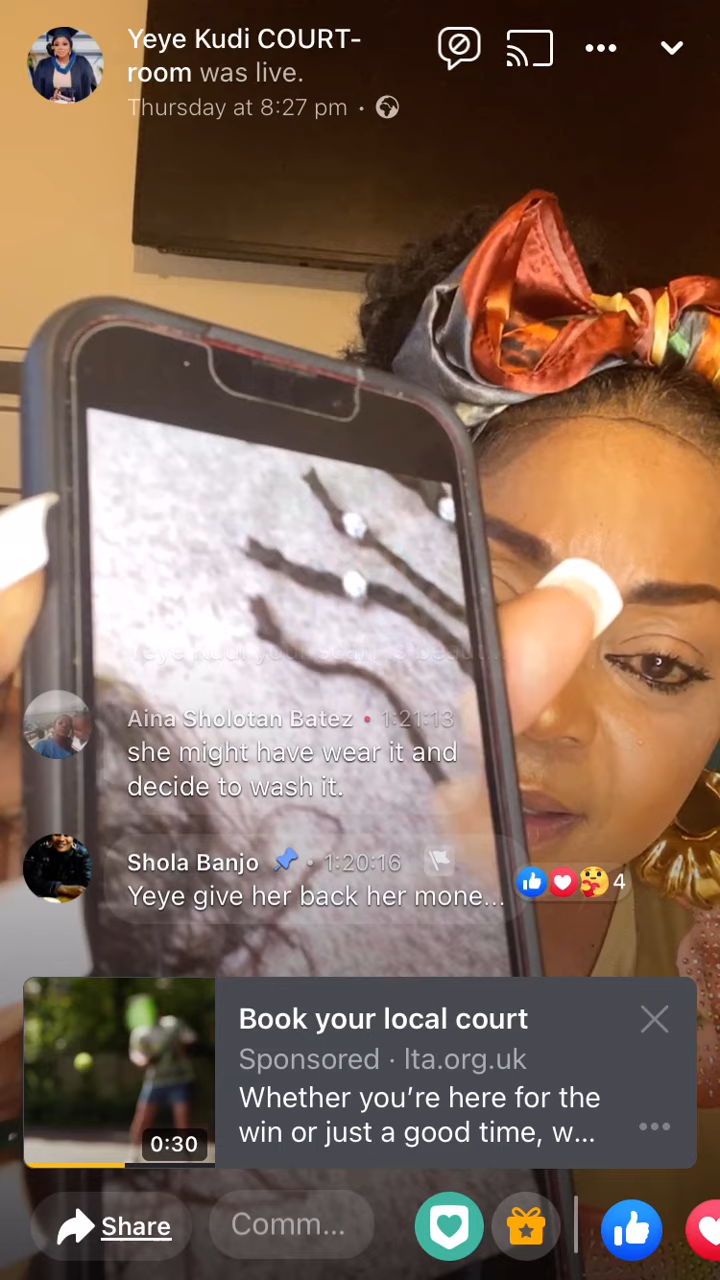 Yeye Kudi COURT-
room was live.
Thursday at 8:27 pm ·
Aina Sholotan Batez • 1:21:13
she might have wear it and
decide to wash it.
Shola Banjo • 1:20:16
Yeye give her back her mone...
4
Book your local court
Sponsored · lta.org.uk
Whether you're here for the
win or just a good time, w...
0:30
Share
Comm...